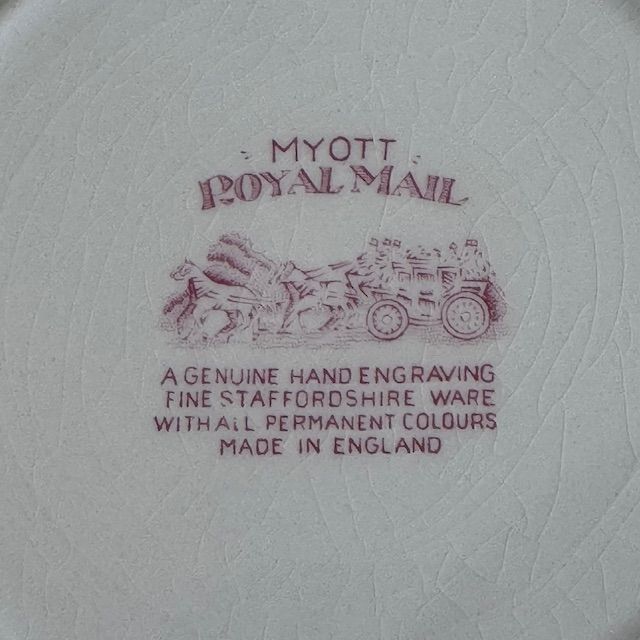 MYOTT
ROYAL MAIL
A GENUINE HAND ENGRAVING
FINE STAFFORDSHIRE WARE
WITH ALL PERMANENT COLOURS
MADE IN ENGLAND